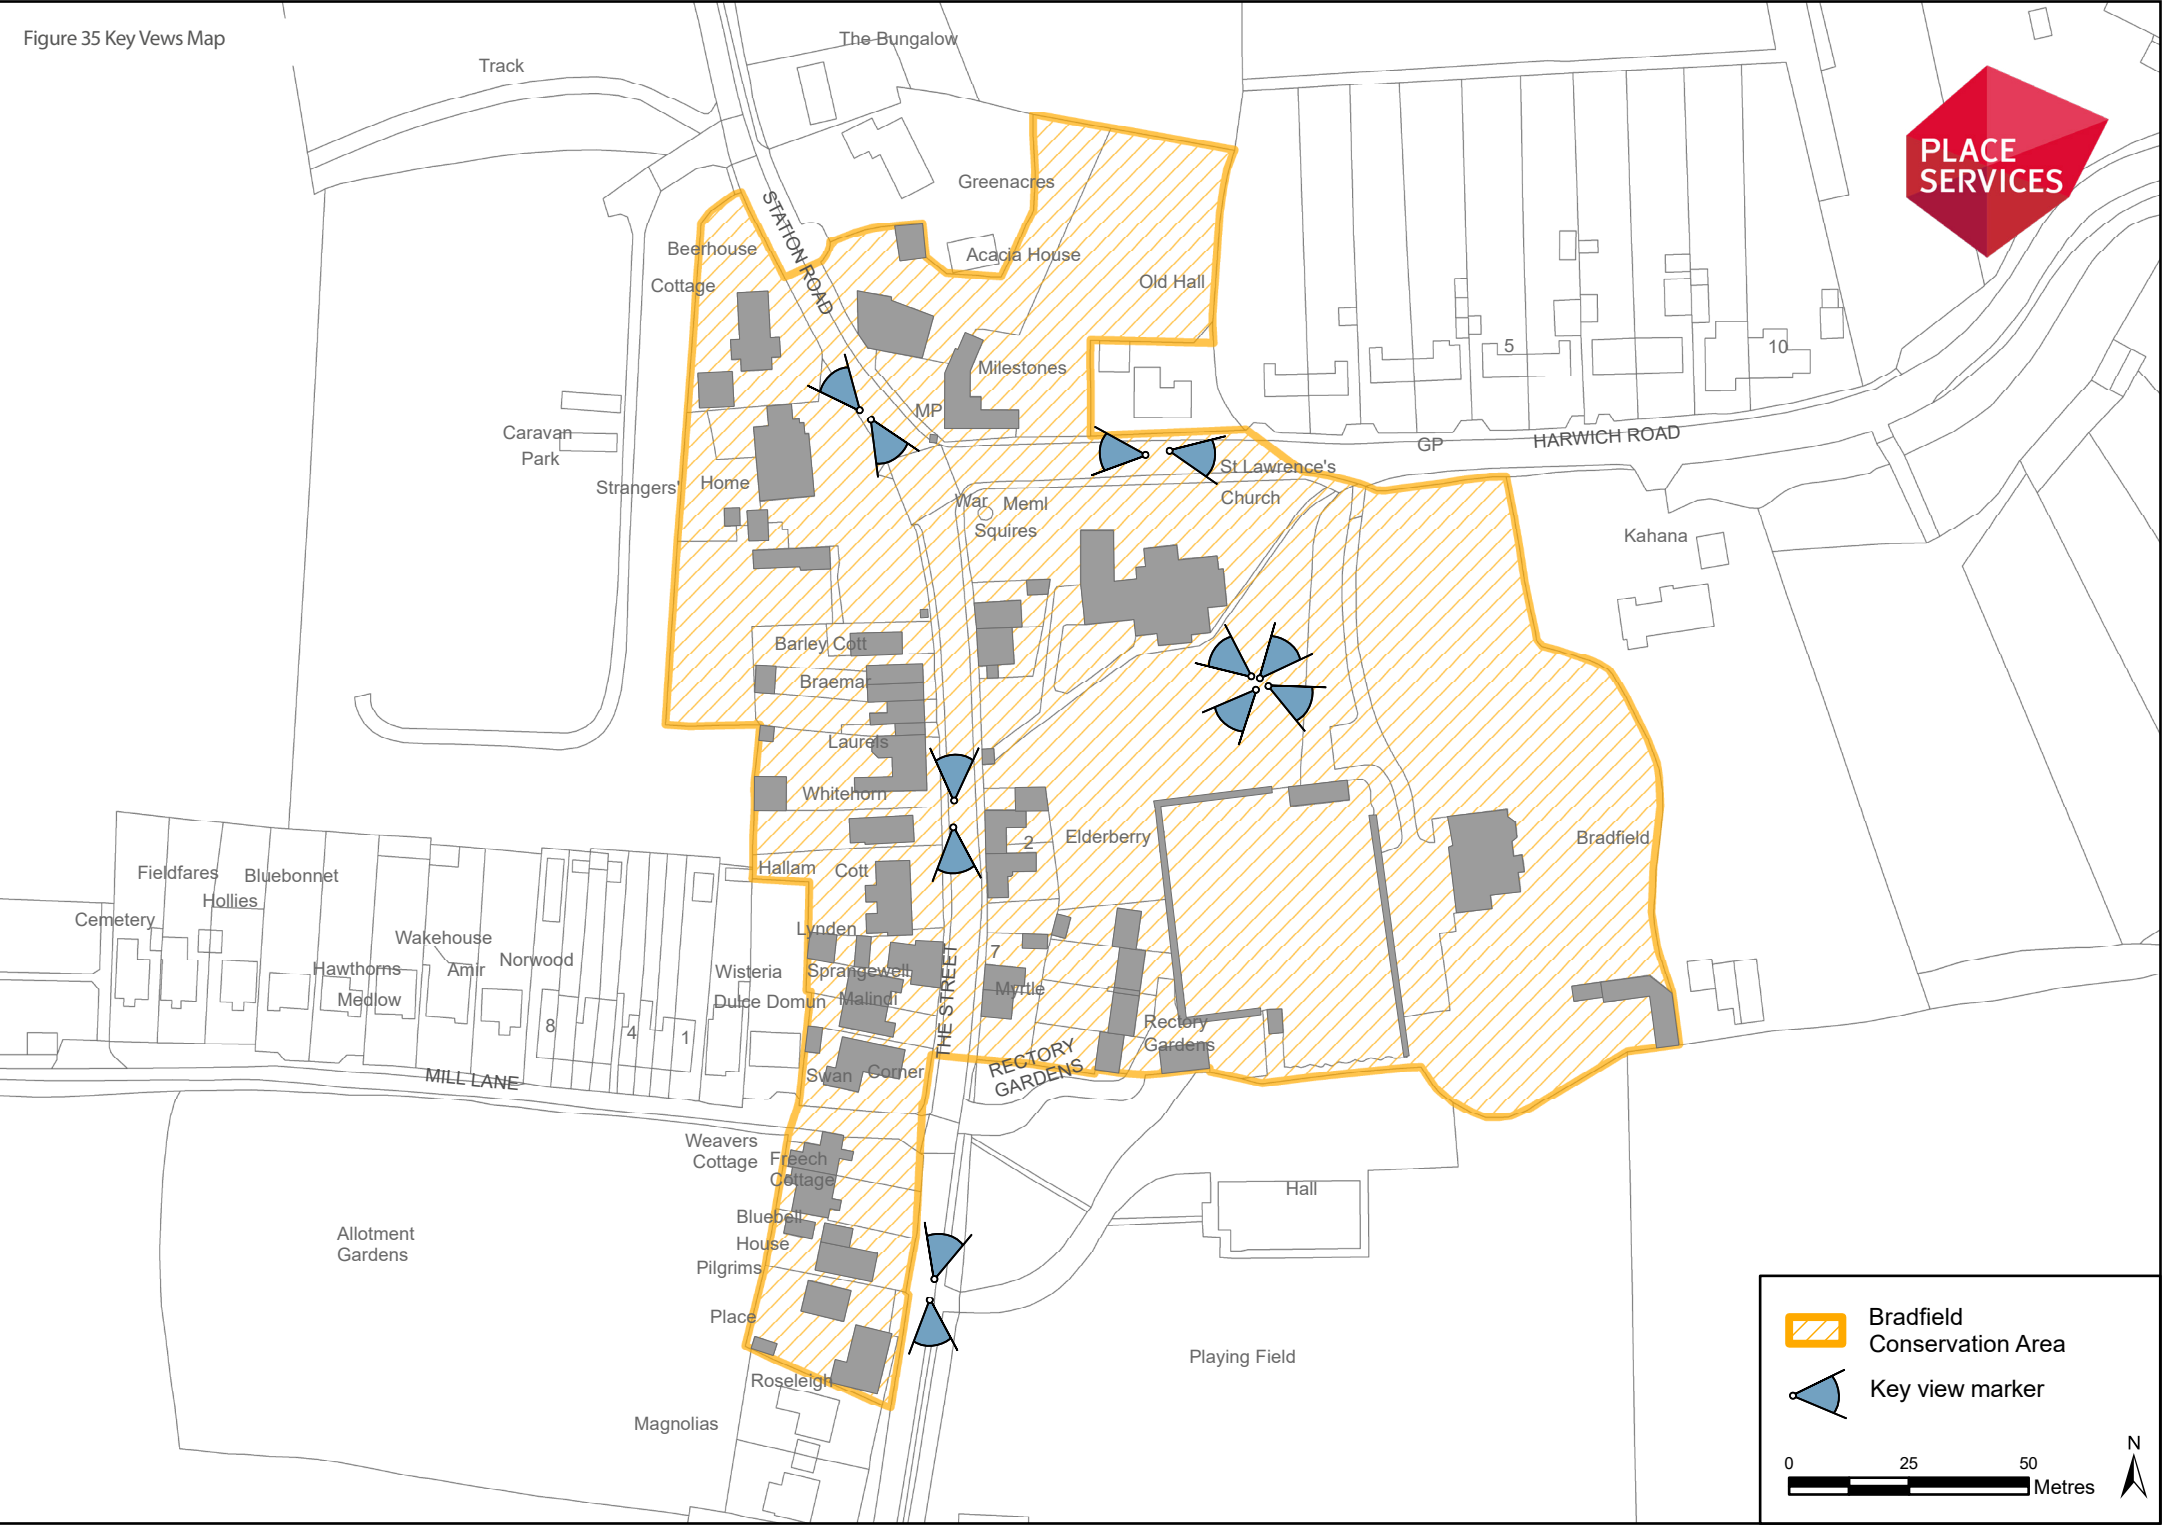 Figure 35 Key Vews Map
The Bungalow
Track
PLACE
SERVICES
Greenacres
STATION ROAD
Beerhouse
Cottage
Acacia House
Old Hall
5
10
Milestones
MP
Caravan
Park
GP
HARWICH ROAD
St Lawrence's
Church
Strangers'
Home
War Meml
Squires
Kahana
Barley Cott
Braemar
Laurels
Whitehorn
2
Elderberry
Bradfield
Hallam Cott
Fieldfares
Bluebonnet
Hollies
Cemetery
Lynden
Wakehouse
Norwood
7
Hawthorns
Amir
Wisteria
Sprangewell
Medlow
Dulce Domun
Malindi
Myrtle
THE STREET
8
4
1
Rectory
Gardens
RECTORY
GARDENS
Swan Corner
MILL LANE
Weavers
Cottage
Freech
Cottage
Hall
Bluebell
House
Allotment
Gardens
Pilgrims
Place
Playing Field
Roseleigh
Magnolias
Bradfield
Conservation Area
Key view marker
0 25 50
Metres
N